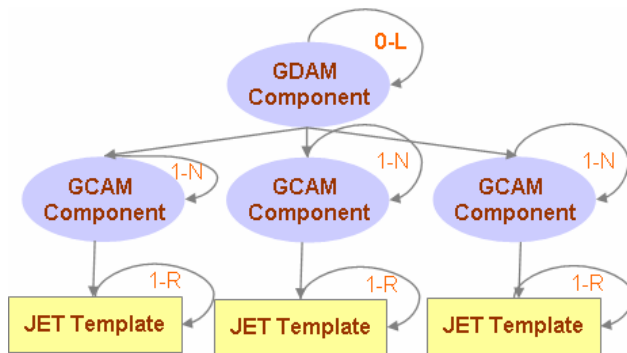 0-L
GDAM
Component
1-N
1-N
1-N
GCAM
Component
GCAM
Component
GCAM
Component
1-R
1-R
1-R
JET Template
JET Template
JET Template